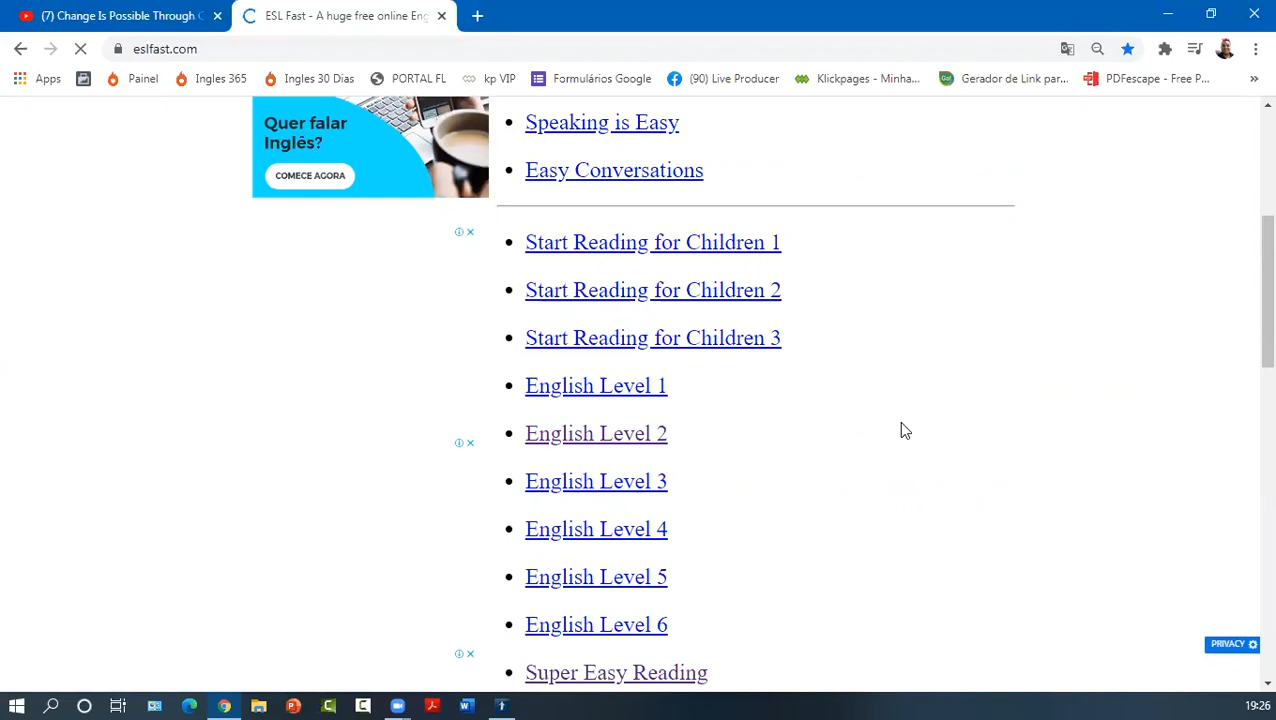 (7) Change Is Possible Through C
ESL Fast - A huge free online Eng
eslfast.com
Apps
Painel
Ingles 365
Ingles 30 Dias
PORTAL FL
kp VIP
Formulários Google
(90) Live Producer
Klickpages - Minha...
Gerador de Link par...
PDFescape - Free P...
Quer falar
Inglês?
COMECE AGORA
• Speaking is Easy
• Easy Conversations
• Start Reading for Children 1
• Start Reading for Children 2
• Start Reading for Children 3
• English Level 1
• English Level 2
• English Level 3
• English Level 4
• English Level 5
• English Level 6
• Super Easy Reading
PRIVACY
19:26